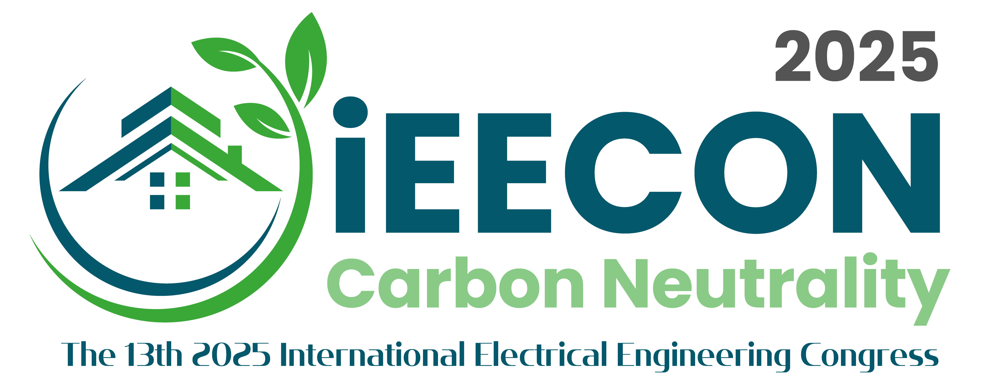 2025
iEECON
Carbon Neutrality
The 13th 2025 International Electrical Engineering Congress